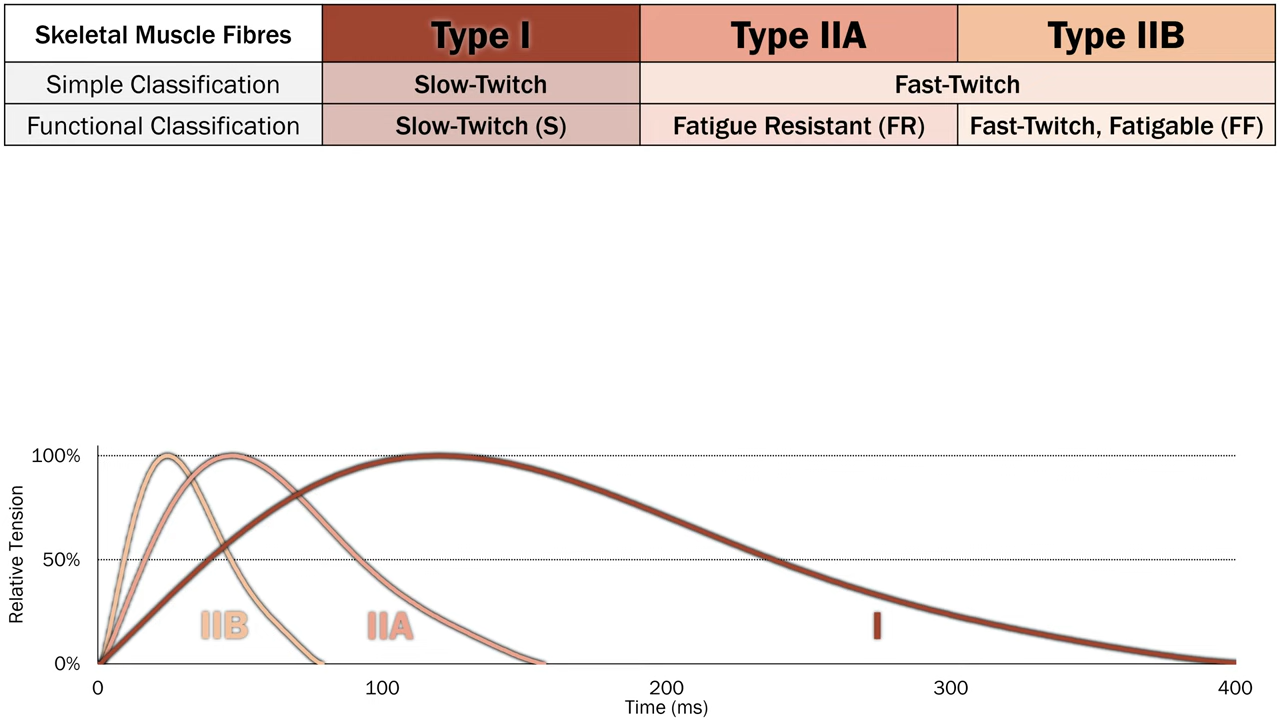 Skeletal Muscle Fibres Type I Type IIA Type IIB
Simple Classification Slow-Twitch Fast-Twitch
Functional Classification Slow-Twitch (S) Fatigue Resistant (FR) Fast-Twitch, Fatigable (FF)
100%
50%
0%
Relative Tension
IIB IIA I
0 100 200 300 400
Time (ms)